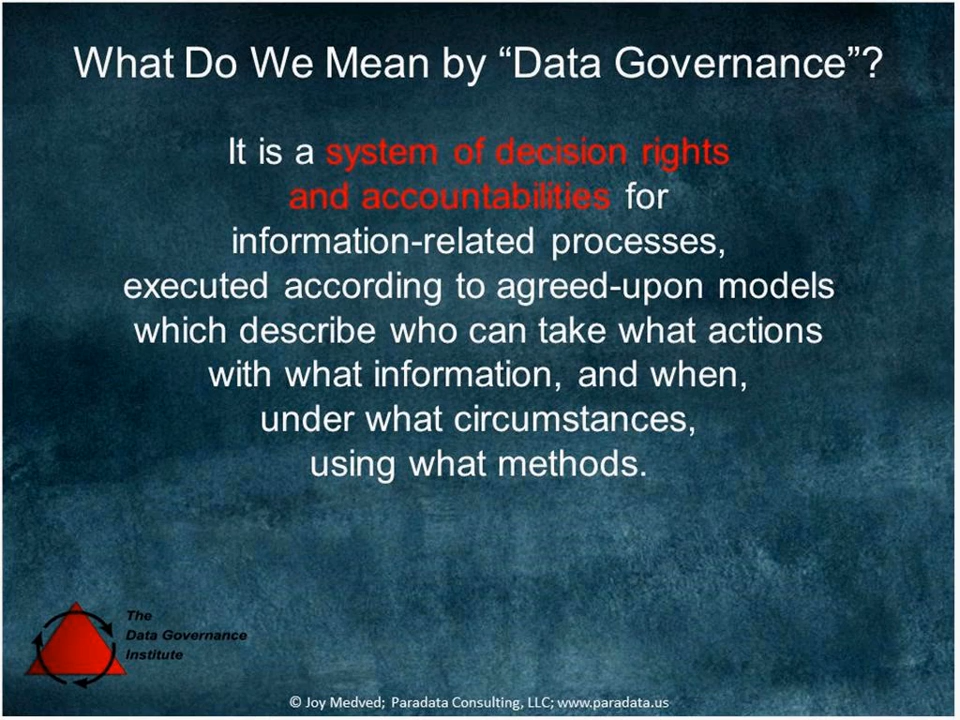 What Do We Mean by “Data Governance”?
It is a system of decision rights
and accountabilities for
information-related processes,
executed according to agreed-upon models
which describe who can take what actions
with what information, and when,
under what circumstances,
using what methods.
The
Data Governance
Institute
© Joy Medved; Paradata Consulting, LLC; www.paradata.us